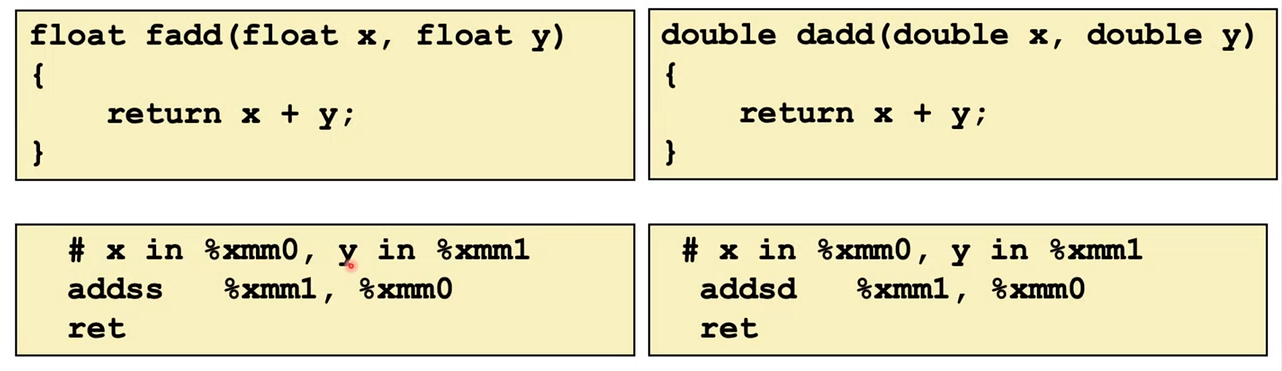 float fadd(float x, float y)
{
    return x + y;
}
double dadd(double x, double y)
{
    return x + y;
}
# x in %xmm0, y in %xmm1
addss   %xmm1, %xmm0
ret
# x in %xmm0, y in %xmm1
addsd   %xmm1, %xmm0
ret